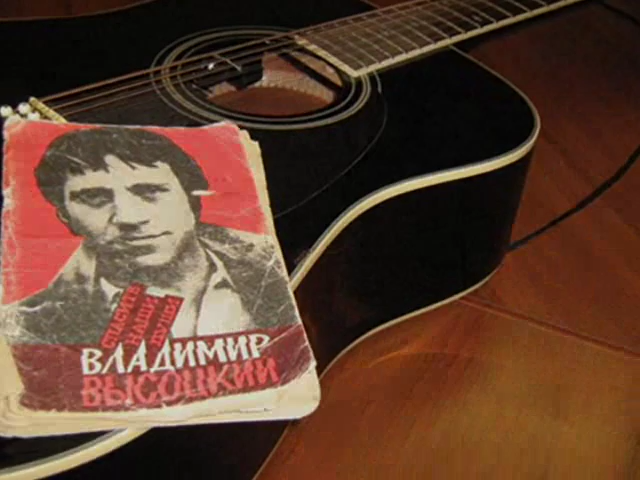 СПАСИТЕ
НАШИ
ДУШИ
ВЛАДИМИР
ВЫСОЦКИЙ